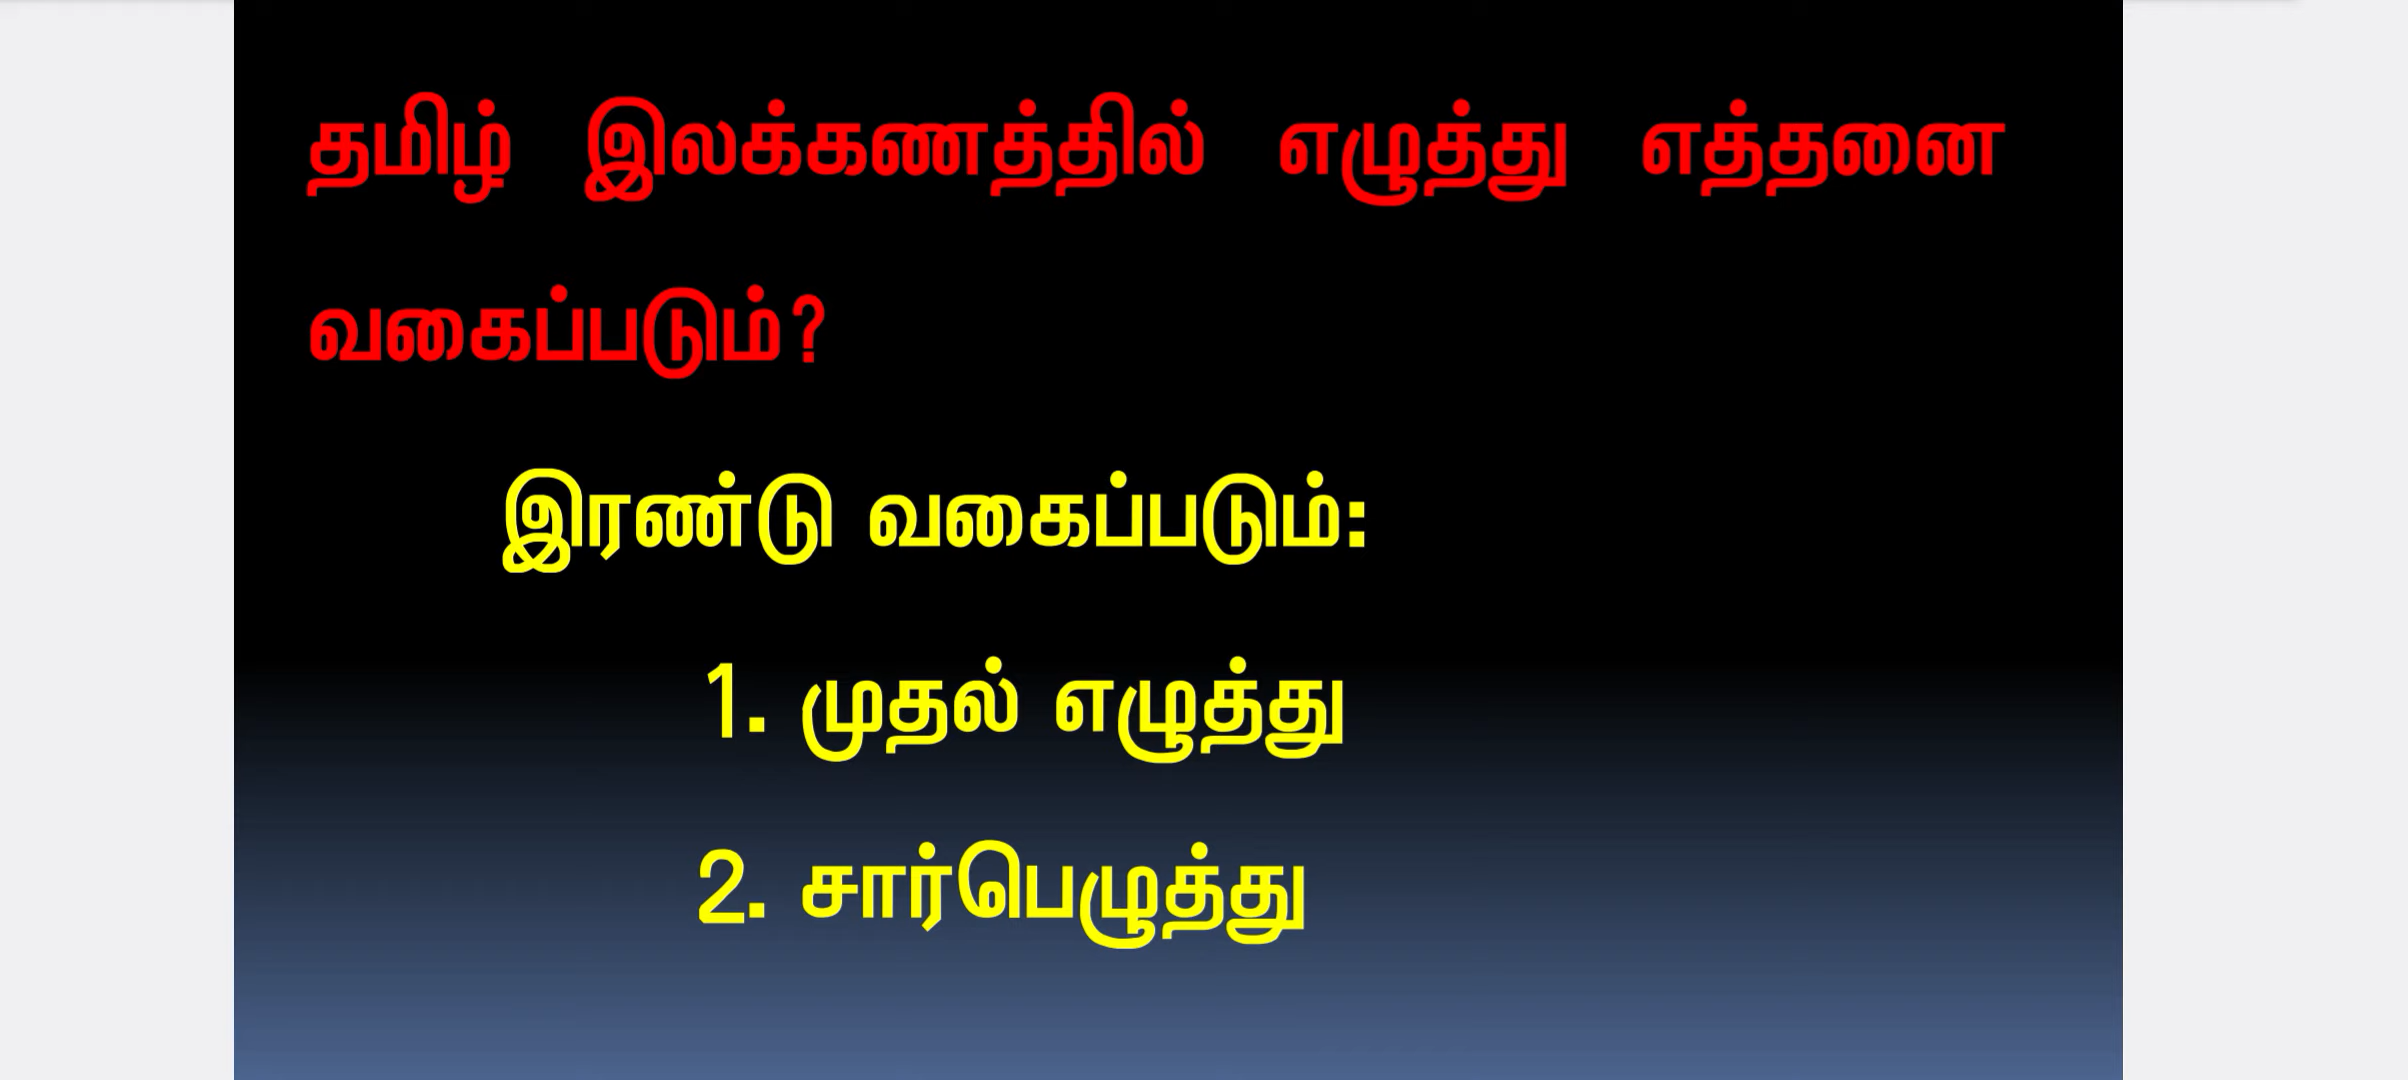 தமிழ் இலக்கணத்தில் எழுத்து எத்தனை
வகைப்படும்?
இரண்டு வகைப்படும்:
1. முதல் எழுத்து
2. சார்பெழுத்து